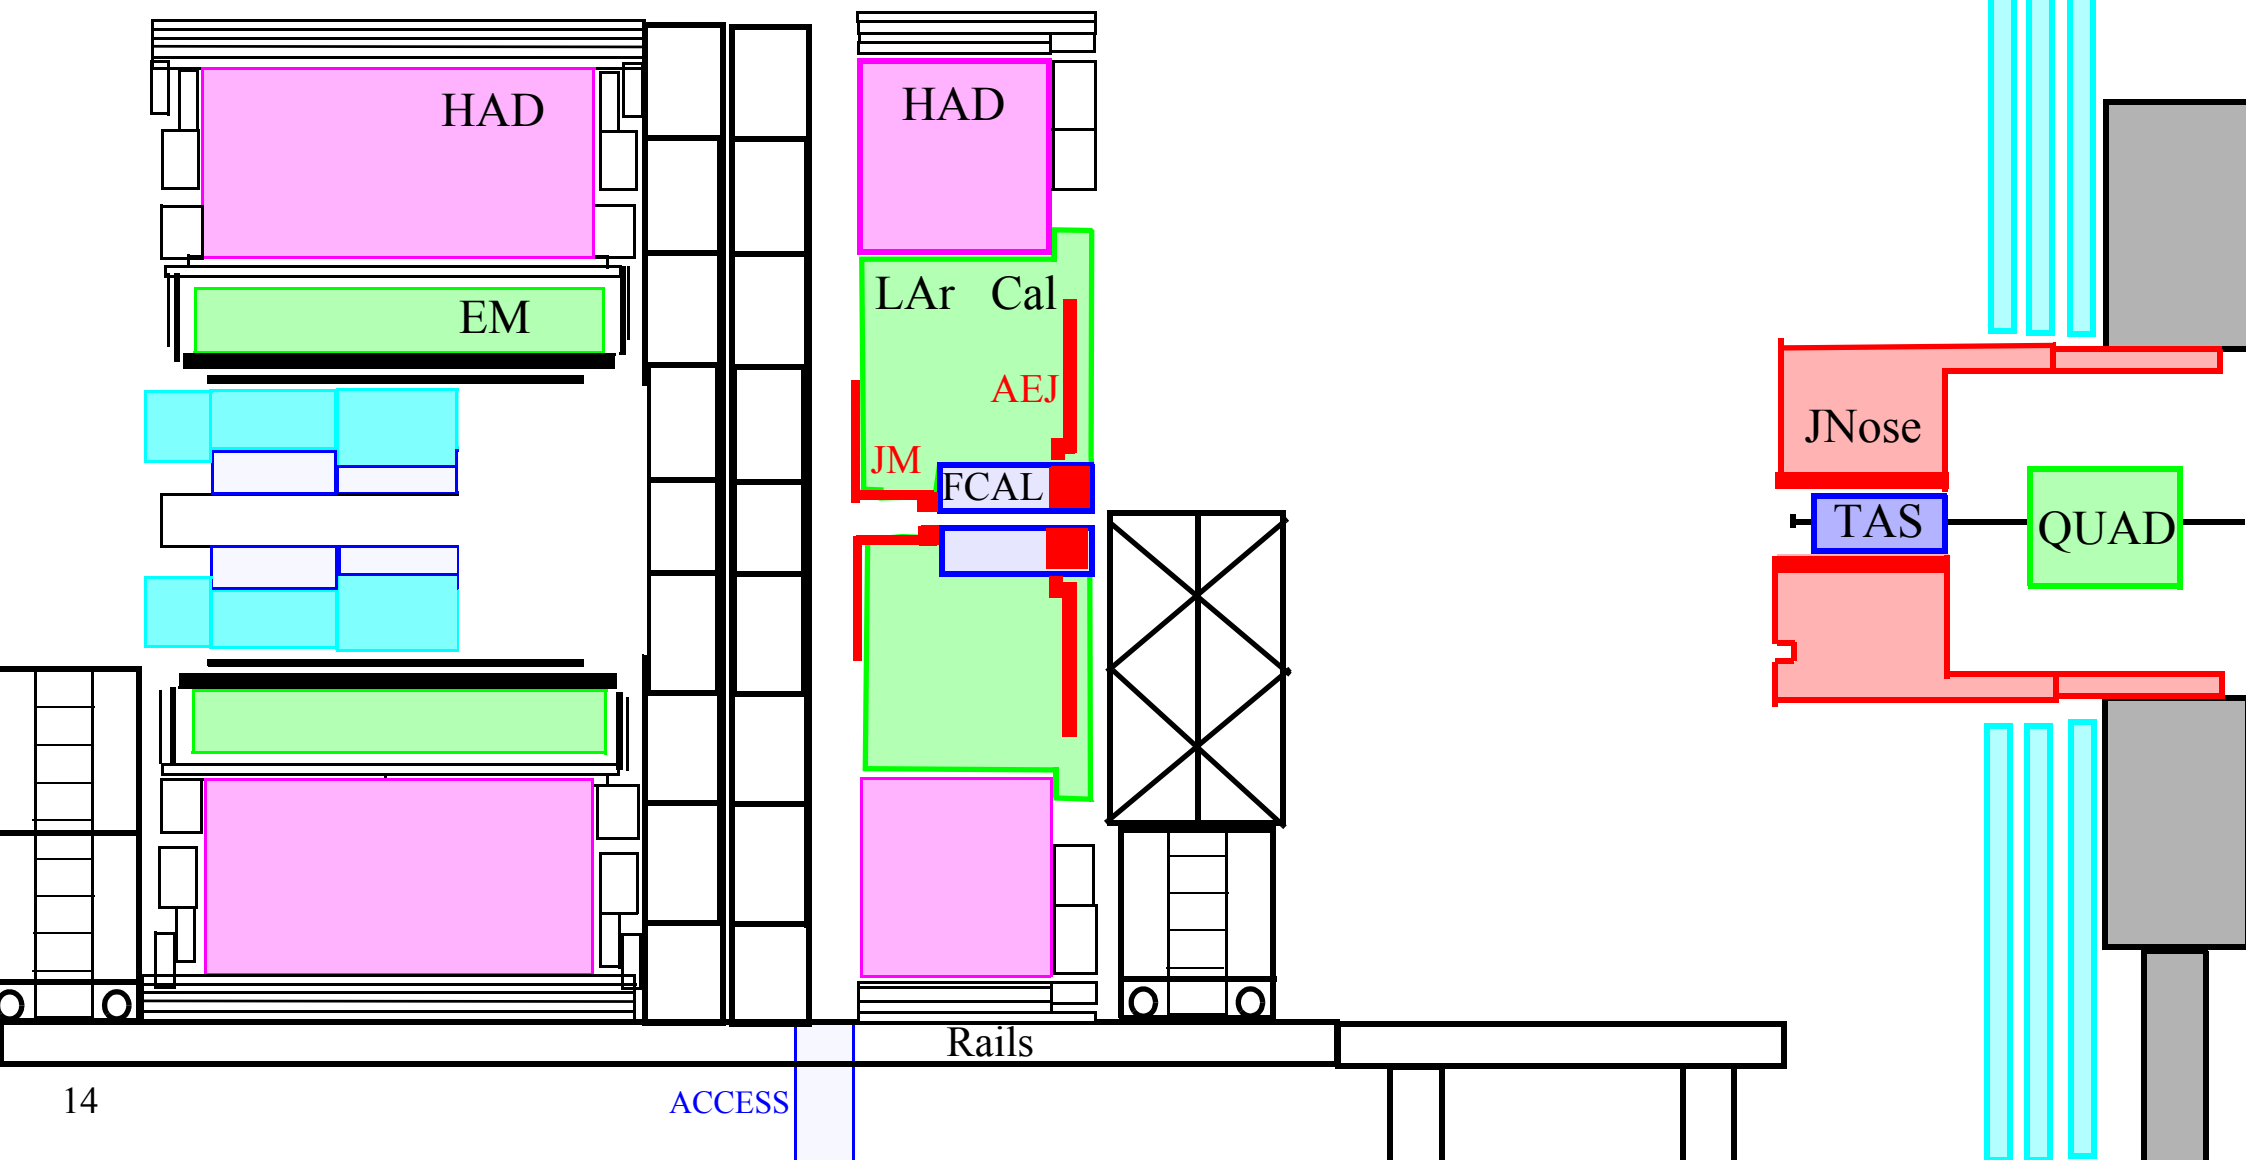 HAD
HAD
LAr Cal
EM
AEJ
JM
FCAL
JNose
TAS
QUAD
Rails
14
ACCESS